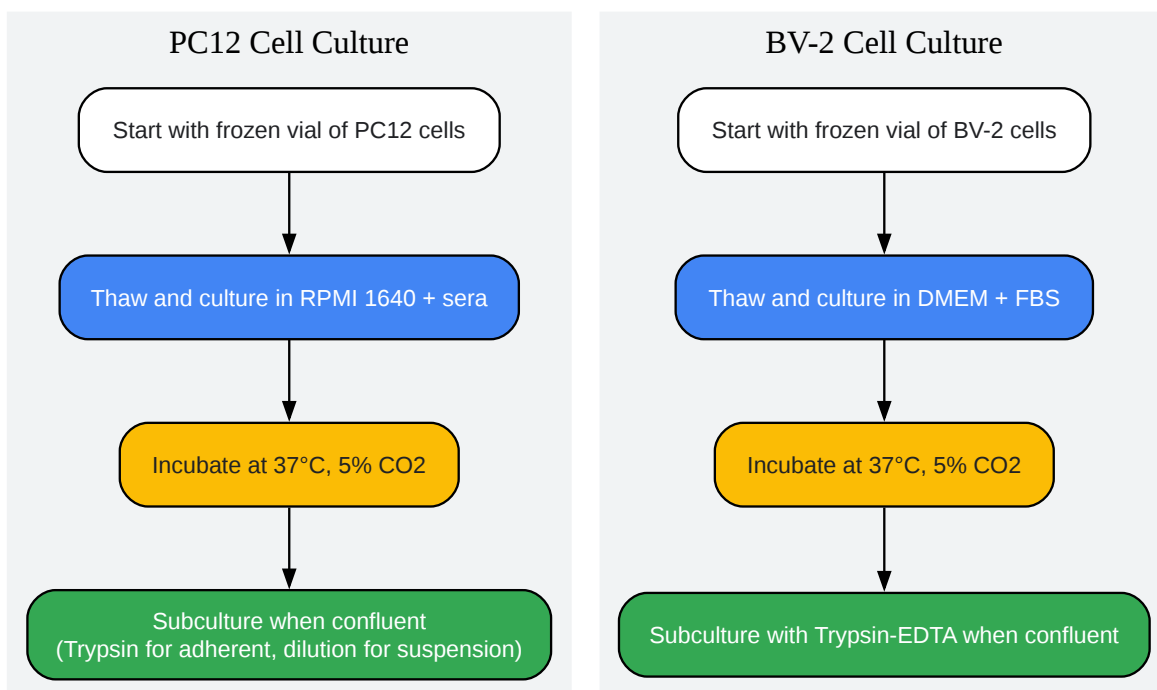 PC12 Cell Culture
Start with frozen vial of PC12 cells
Thaw and culture in RPMI 1640 + sera
Incubate at 37°C, 5% CO2
Subculture when confluent
(Trypsin for adherent, dilution for suspension)
BV-2 Cell Culture
Start with frozen vial of BV-2 cells
Thaw and culture in DMEM + FBS
Incubate at 37°C, 5% CO2
Subculture with Trypsin-EDTA when confluent